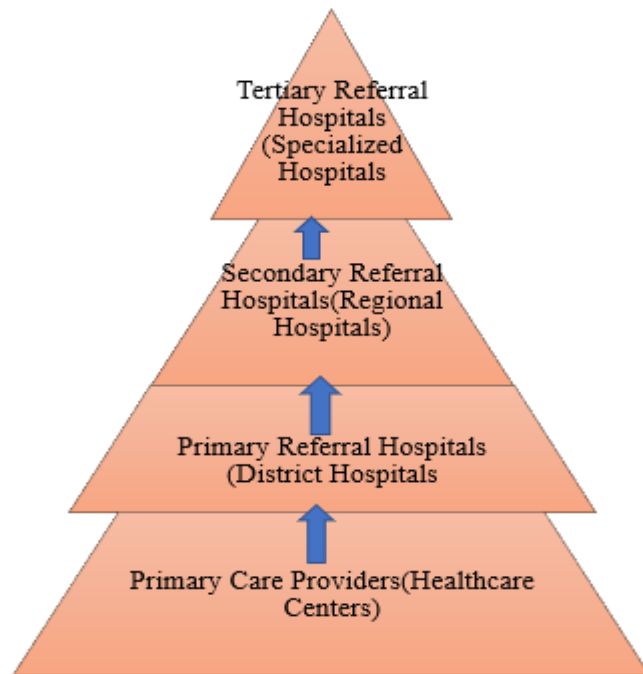 Tertiary Referral
Hospitals
(Specialized
Hospitals
Secondary Referral
Hospitals(Regional
Hospitals)
Primary Referral Hospitals
(District Hospitals
Primary Care Providers(Healthcare
Centers)